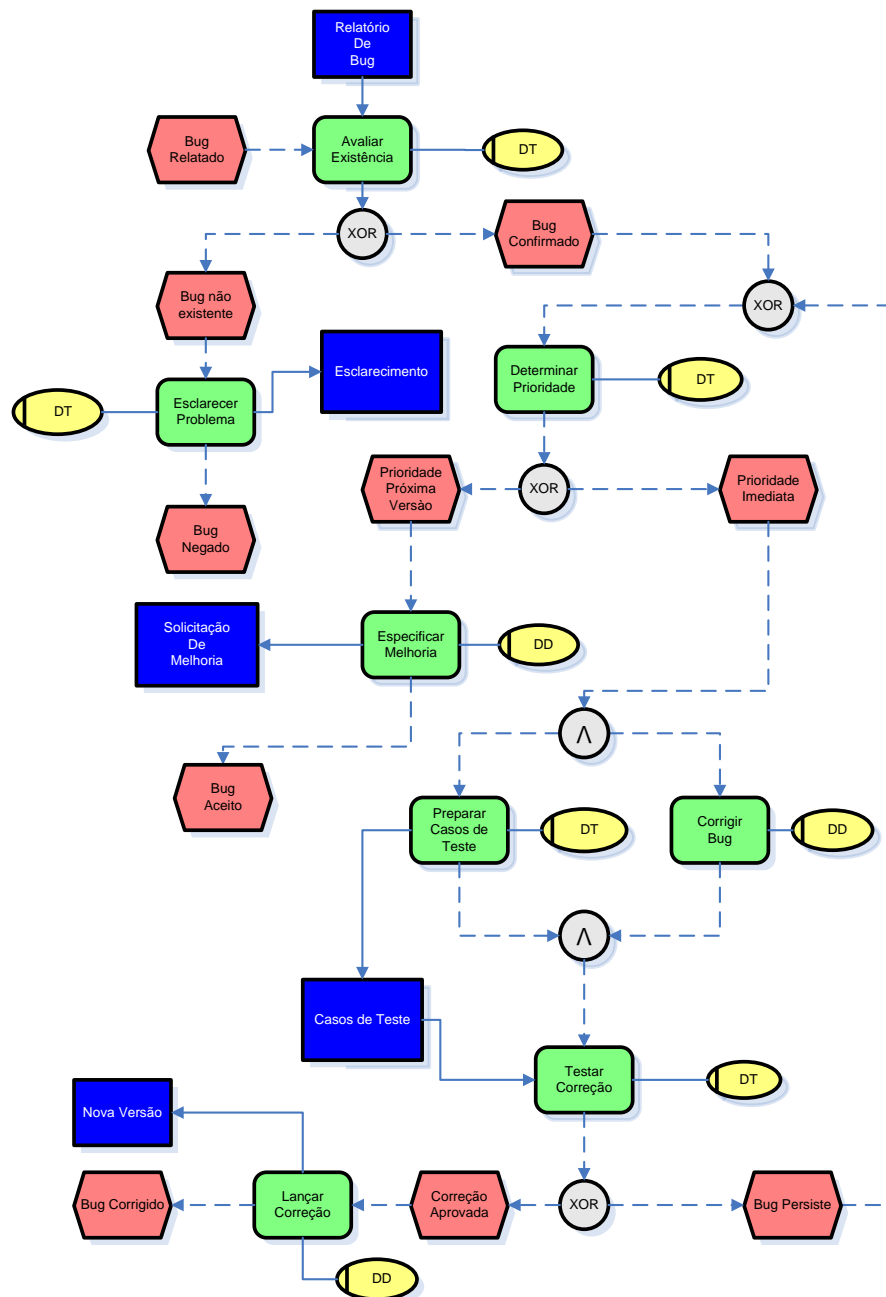 Relatório
De
Bug
Bug
Relatado
Avaliar
Existência
DT
XOR
Bug
Confirmado
Bug não
existente
XOR
Esclarecimento
Determinar
Prioridade
DT
DT
Esclarecer
Problema
Prioridade
Próxima
Versào
XOR
Prioridade
Imediata
Bug
Negado
Solicitação
De
Melhoria
Especificar
Melhoria
DD
Λ
Bug
Aceito
Preparar
Casos de
Teste
DT
Corrigir
Bug
DD
Λ
Casos de Teste
Testar
Correção
DT
Nova Versão
Bug Corrigido
Lançar
Correção
Correção
Aprovada
XOR
Bug Persiste
DD